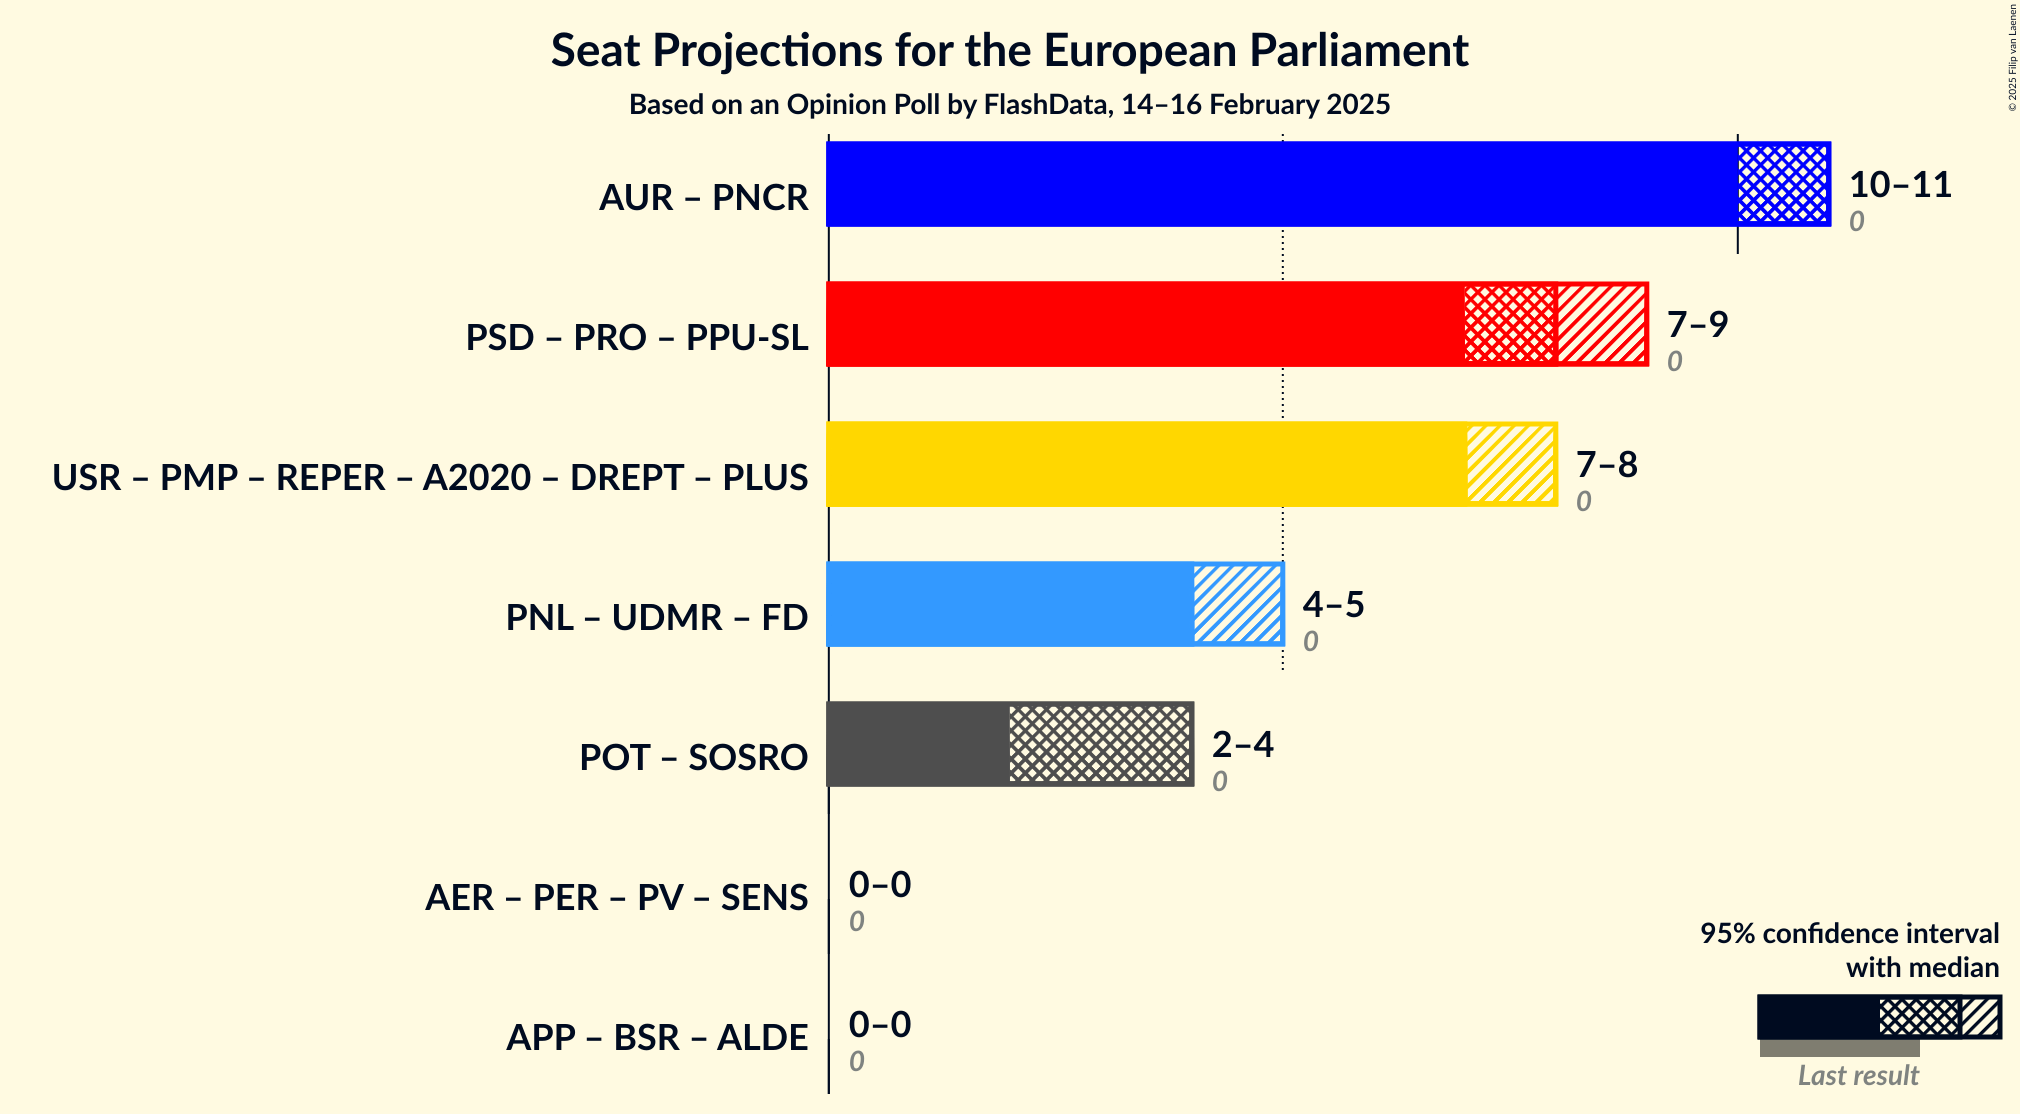 Seat Projections for the European Parliament
Based on an Opinion Poll by FlashData, 14–16 February 2025
© 2025 Filip van Laenen
AUR – PNCR
10–11
0
PSD – PRO – PPU-SL
7–9
0
USR – PMP – REPER – A2020 – DREPT – PLUS
7–8
0
PNL – UDMR – FD
4–5
0
POT – SOSRO
2–4
0
AER – PER – PV – SENS
0–0
0
APP – BSR – ALDE
0–0
0
95% confidence interval
with median
Last result